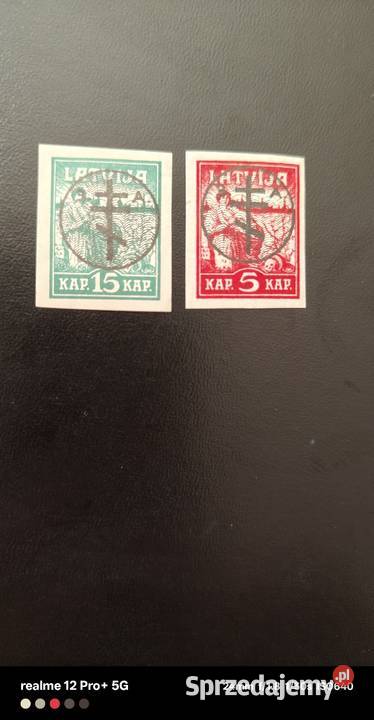 LATVIJA
A
KAP. 15 KAP.
LATVIJA
A
KAP. 5 KAP.
realme 12 Pro+ 5G
Sprzedajemy.pl